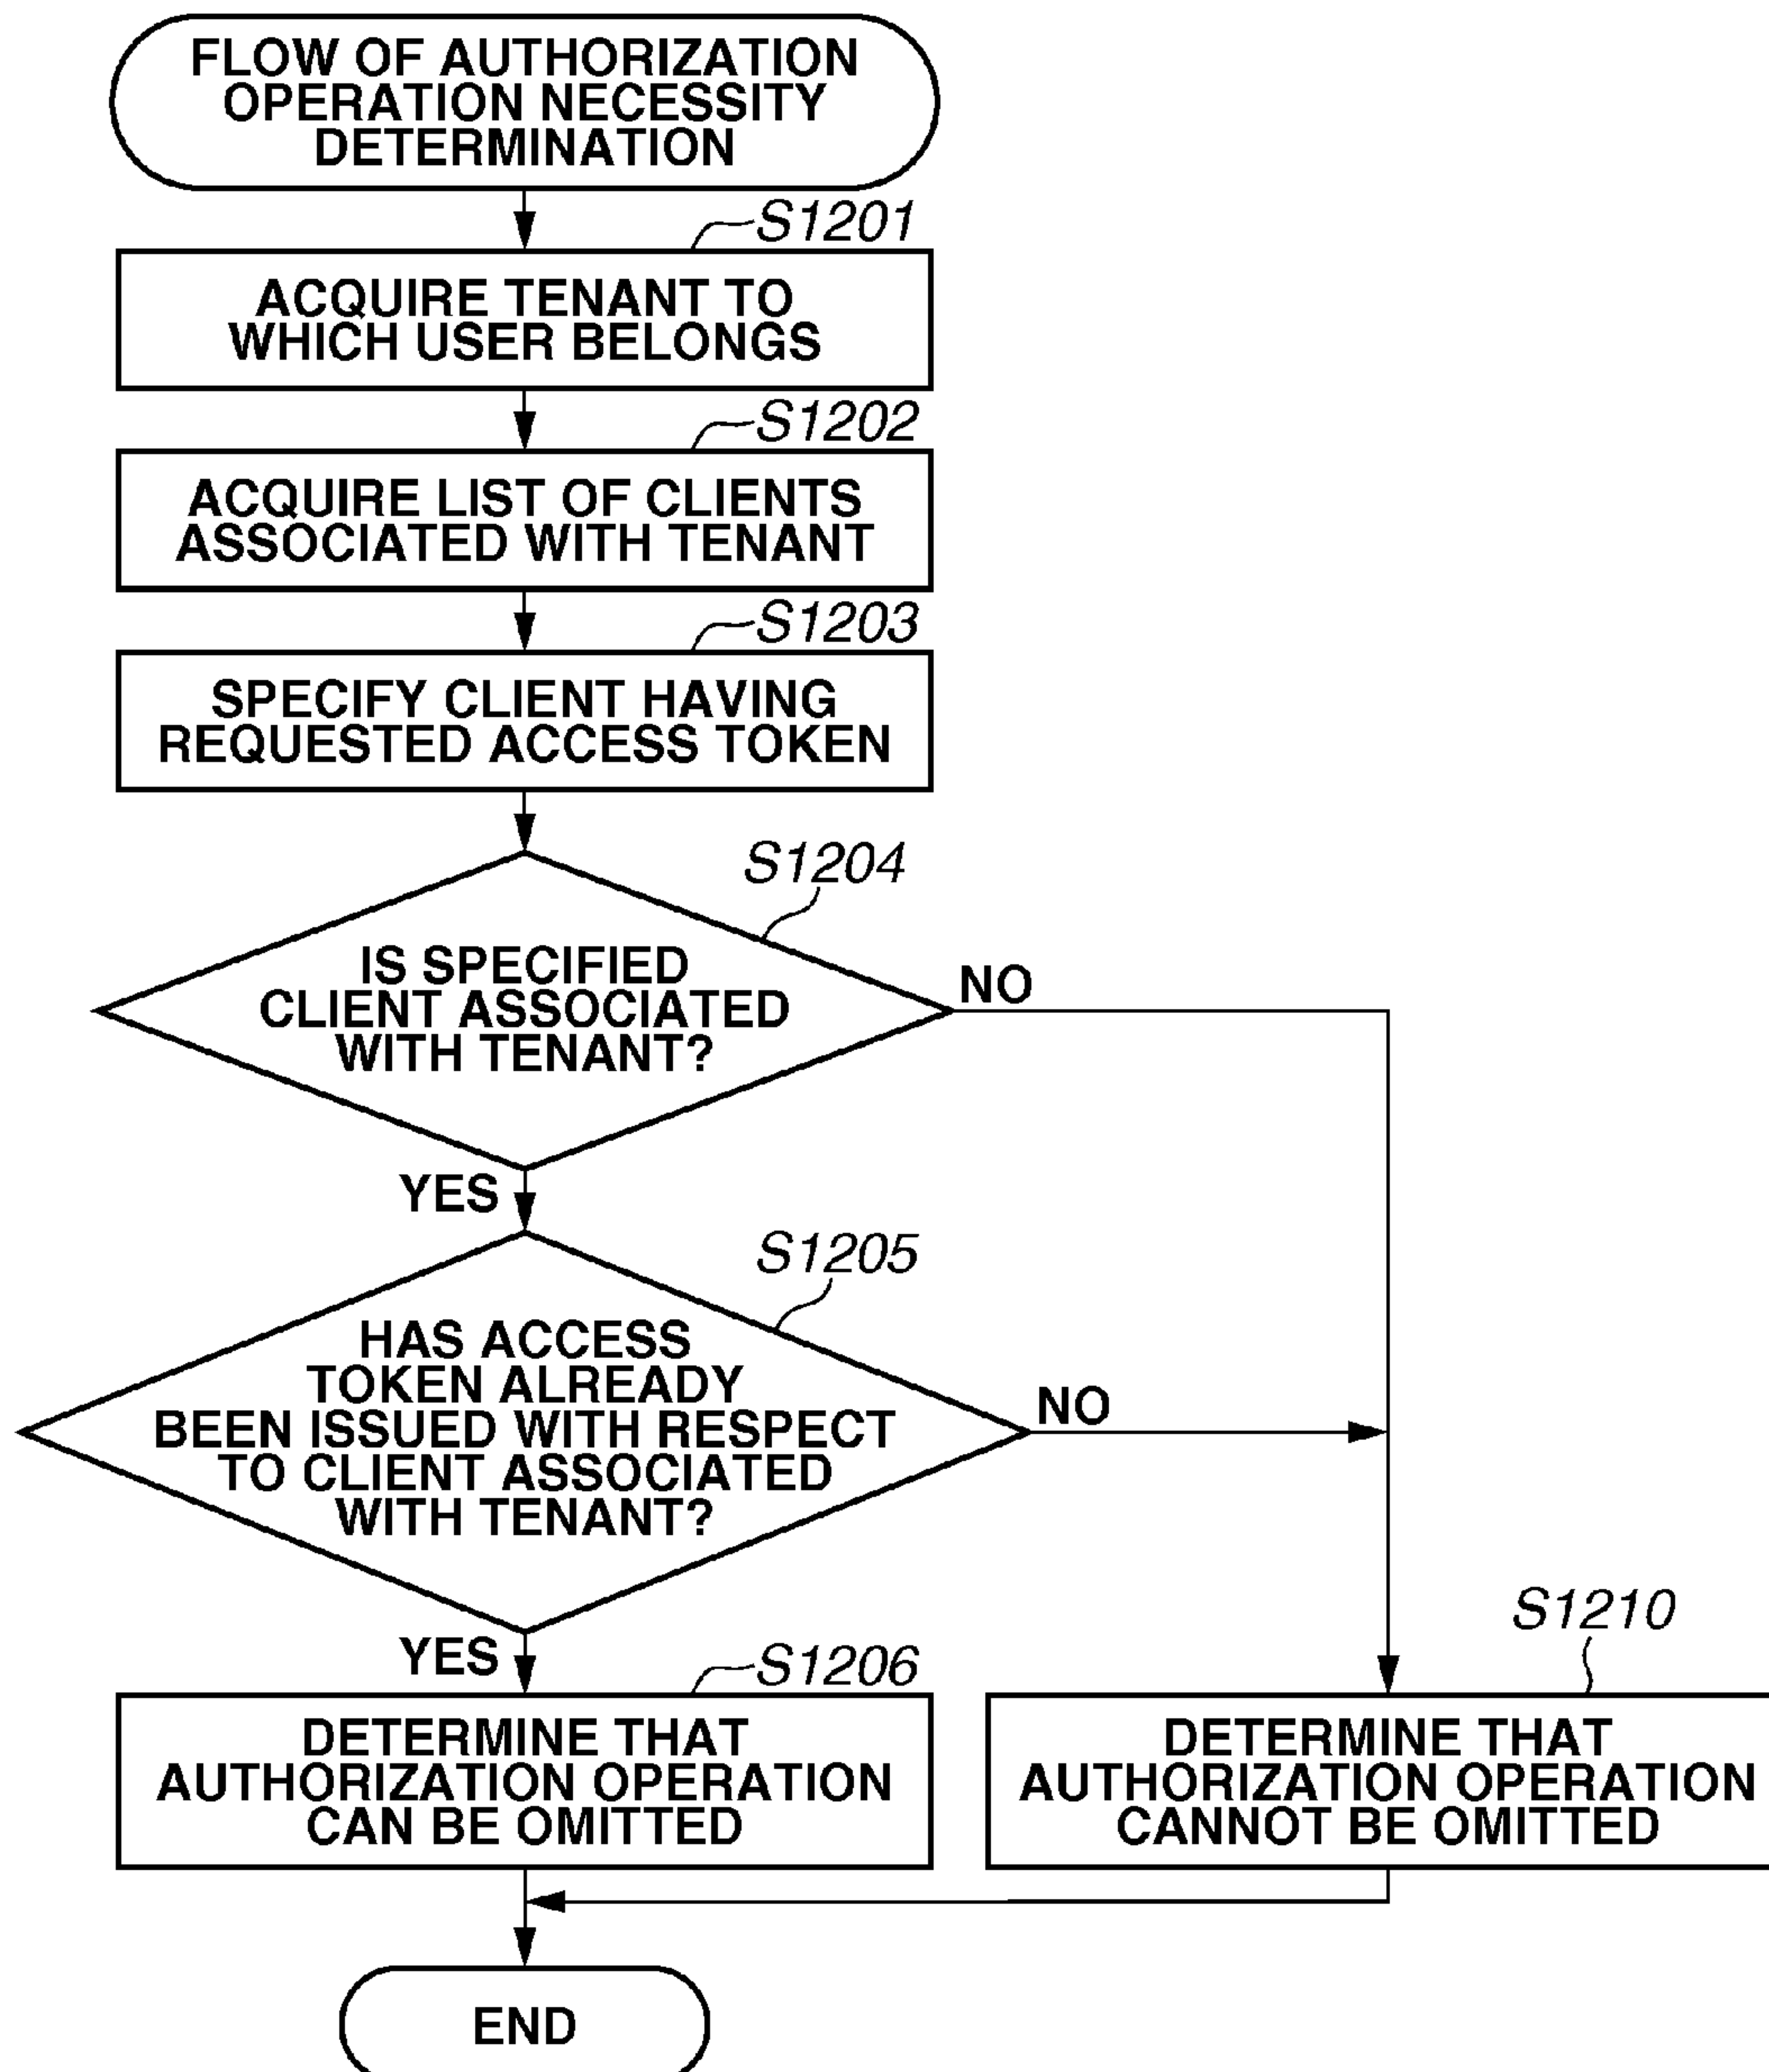 FLOW OF AUTHORIZATION
OPERATION NECESSITY
DETERMINATION
S1201
ACQUIRE TENANT TO
WHICH USER BELONGS
S1202
ACQUIRE LIST OF CLIENTS
ASSOCIATED WITH TENANT
S1203
SPECIFY CLIENT HAVING
REQUESTED ACCESS TOKEN
S1204
IS SPECIFIED
CLIENT ASSOCIATED
WITH TENANT?
NO
YES
S1205
HAS ACCESS
TOKEN ALREADY
BEEN ISSUED WITH RESPECT
TO CLIENT ASSOCIATED
WITH TENANT?
NO
YES
S1206
DETERMINE THAT
AUTHORIZATION OPERATION
CAN BE OMITTED
S1210
DETERMINE THAT
AUTHORIZATION OPERATION
CANNOT BE OMITTED
END